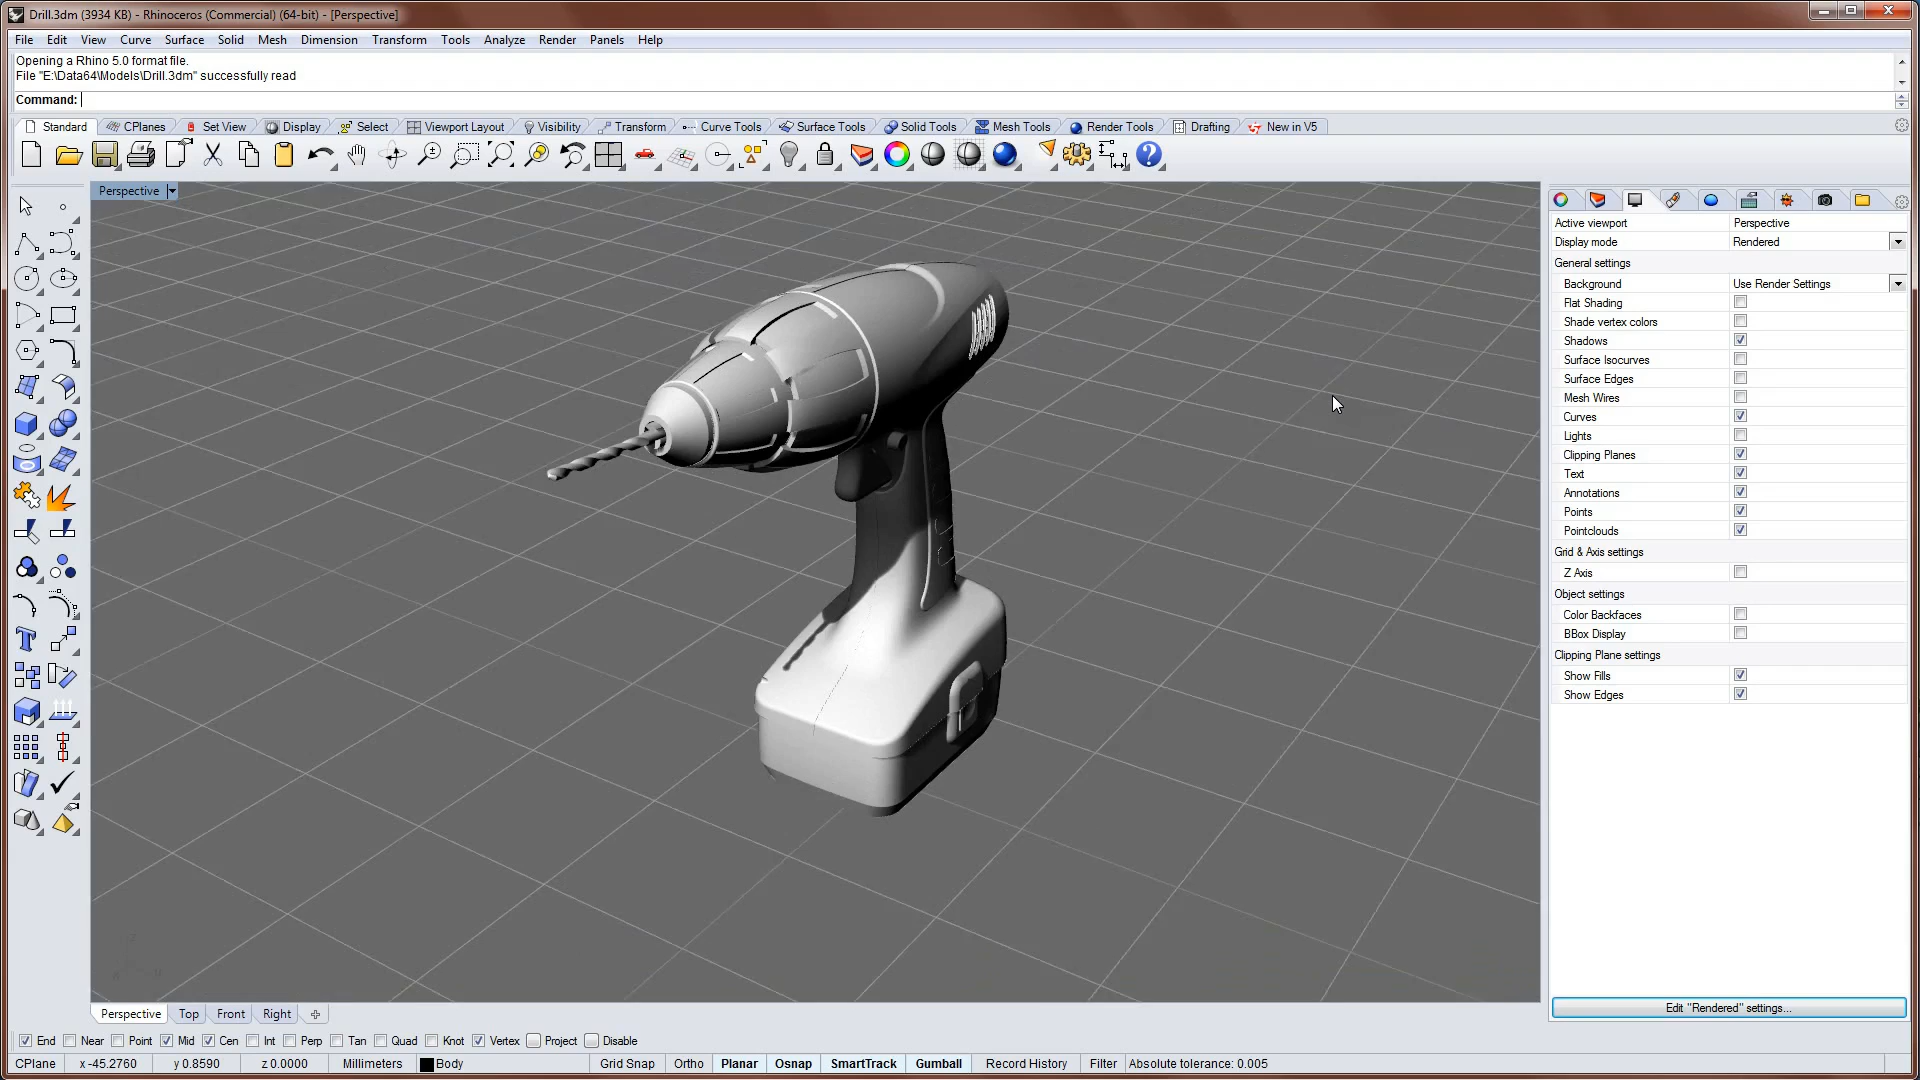 Drill.3dm (3934 KB) - Rhinoceros (Commercial) (64-bit) - [Perspective]
File Edit View Curve Surface Solid Mesh Dimension Transform Tools Analyze Render Panels Help
Opening a Rhino 5.0 format file.
File "E:\Data64\Models\Drill.3dm" successfully read
Command:
Standard CPlanes Set View Display Select Viewport Layout Visibility Transform Curve Tools Surface Tools Solid Tools Mesh Tools Render Tools Drafting New in V5
Perspective
Active viewport Perspective
Display mode Rendered
General settings
Background Use Render Settings
Flat Shading
Shade vertex colors
Shadows
Surface Isocurves
Surface Edges
Mesh Wires
Curves
Lights
Clipping Planes
Text
Annotations
Points
Pointclouds
Grid & Axis settings
Z Axis
Object settings
Color Backfaces
BBox Display
Clipping Plane settings
Show Fills
Show Edges
Edit "Rendered" settings...
Perspective Top Front Right
End Near Point Mid Cen Int Perp Tan Quad Knot Vertex Project Disable
CPlane x -45.2760 y 0.8590 z 0.0000 Millimeters Body Grid Snap Ortho Planar Osnap SmartTrack Gumball Record History Filter Absolute tolerance: 0.005